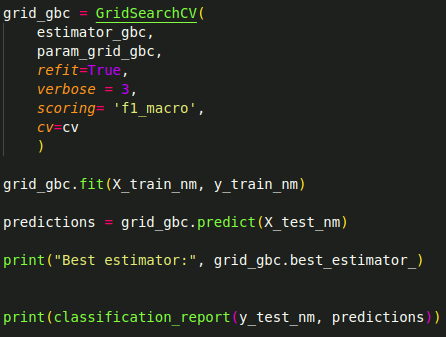 grid_gbc = GridSearchCV(
estimator_gbc,
param_grid_gbc,
refit=True,
verbose = 3,
scoring= 'f1_macro',
cv=cv
)
grid_gbc.fit(X_train_nm, y_train_nm)
predictions = grid_gbc.predict(X_test_nm)
print("Best estimator:", grid_gbc.best_estimator_)
print(classification_report(y_test_nm, predictions))